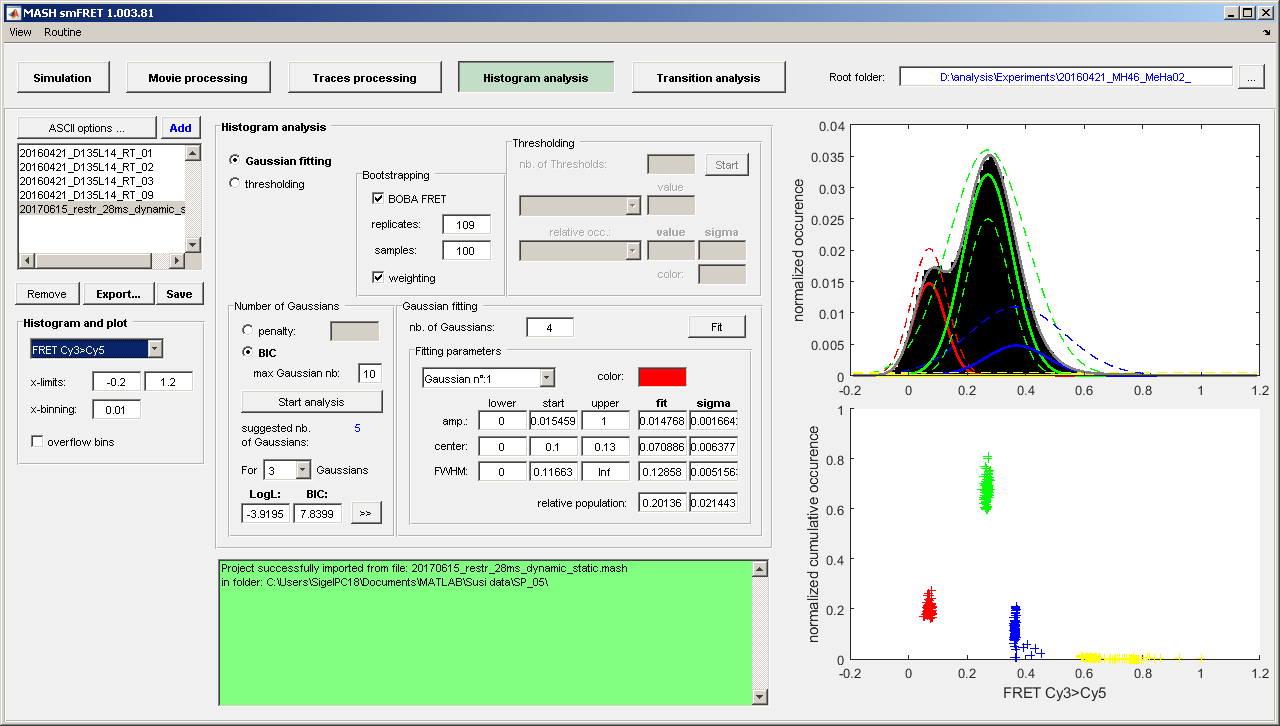 MASH smFRET 1.003.81
View Routine
Simulation Movie processing Traces processing Histogram analysis Transition analysis Root folder: D:\analysis\Experiments\20160421_MH46_MeHa02_ ...
ASCII options ... Add
20160421_D135L14_RT_01
20160421_D135L14_RT_02
20160421_D135L14_RT_03
20160421_D135L14_RT_09
20170615_restr_28ms_dynamic_s
Remove Export... Save
Histogram and plot
FRET Cy3>Cy5
x-limits: -0.2 1.2
x-binning: 0.01
overflow bins
Histogram analysis
Gaussian fitting
thresholding
Bootstrapping
BOBA FRET
replicates: 109
samples: 100
weighting
Thresholding
nb. of Thresholds: Start
value
relative occ.: value sigma
color:
Number of Gaussians
penalty:
BIC
max Gaussian nb. 10
Start analysis
suggested nb. 5
of Gaussians:
For 3 Gaussians
LogL: BIC:
-3.9195 7.8399 >>
Gaussian fitting
nb. of Gaussians: 4 Fit
Fitting parameters
Gaussian n°:1 color:
lower start upper fit sigma
amp.: 0 0.015459 1 0.014768 0.001664
center: 0 0.1 0.13 0.070886 0.006377
FWHM: 0 0.11663 Inf 0.12858 0.005156
relative population: 0.20136 0.021443
Project successfully imported from file: 20170615_restr_28ms_dynamic_static.mash
in folder: C:\Users\SigelPC18\Documents\MATLAB\Susi data\SP_05\
normalized occurence
0.04
0.035
0.03
0.025
0.02
0.015
0.01
0.005
0
-0.2 0 0.2 0.4 0.6 0.8 1 1.2
normalized cumulative occurence
1
0.8
0.6
0.4
0.2
0
-0.2 0 0.2 0.4 0.6 0.8 1 1.2
FRET Cy3>Cy5